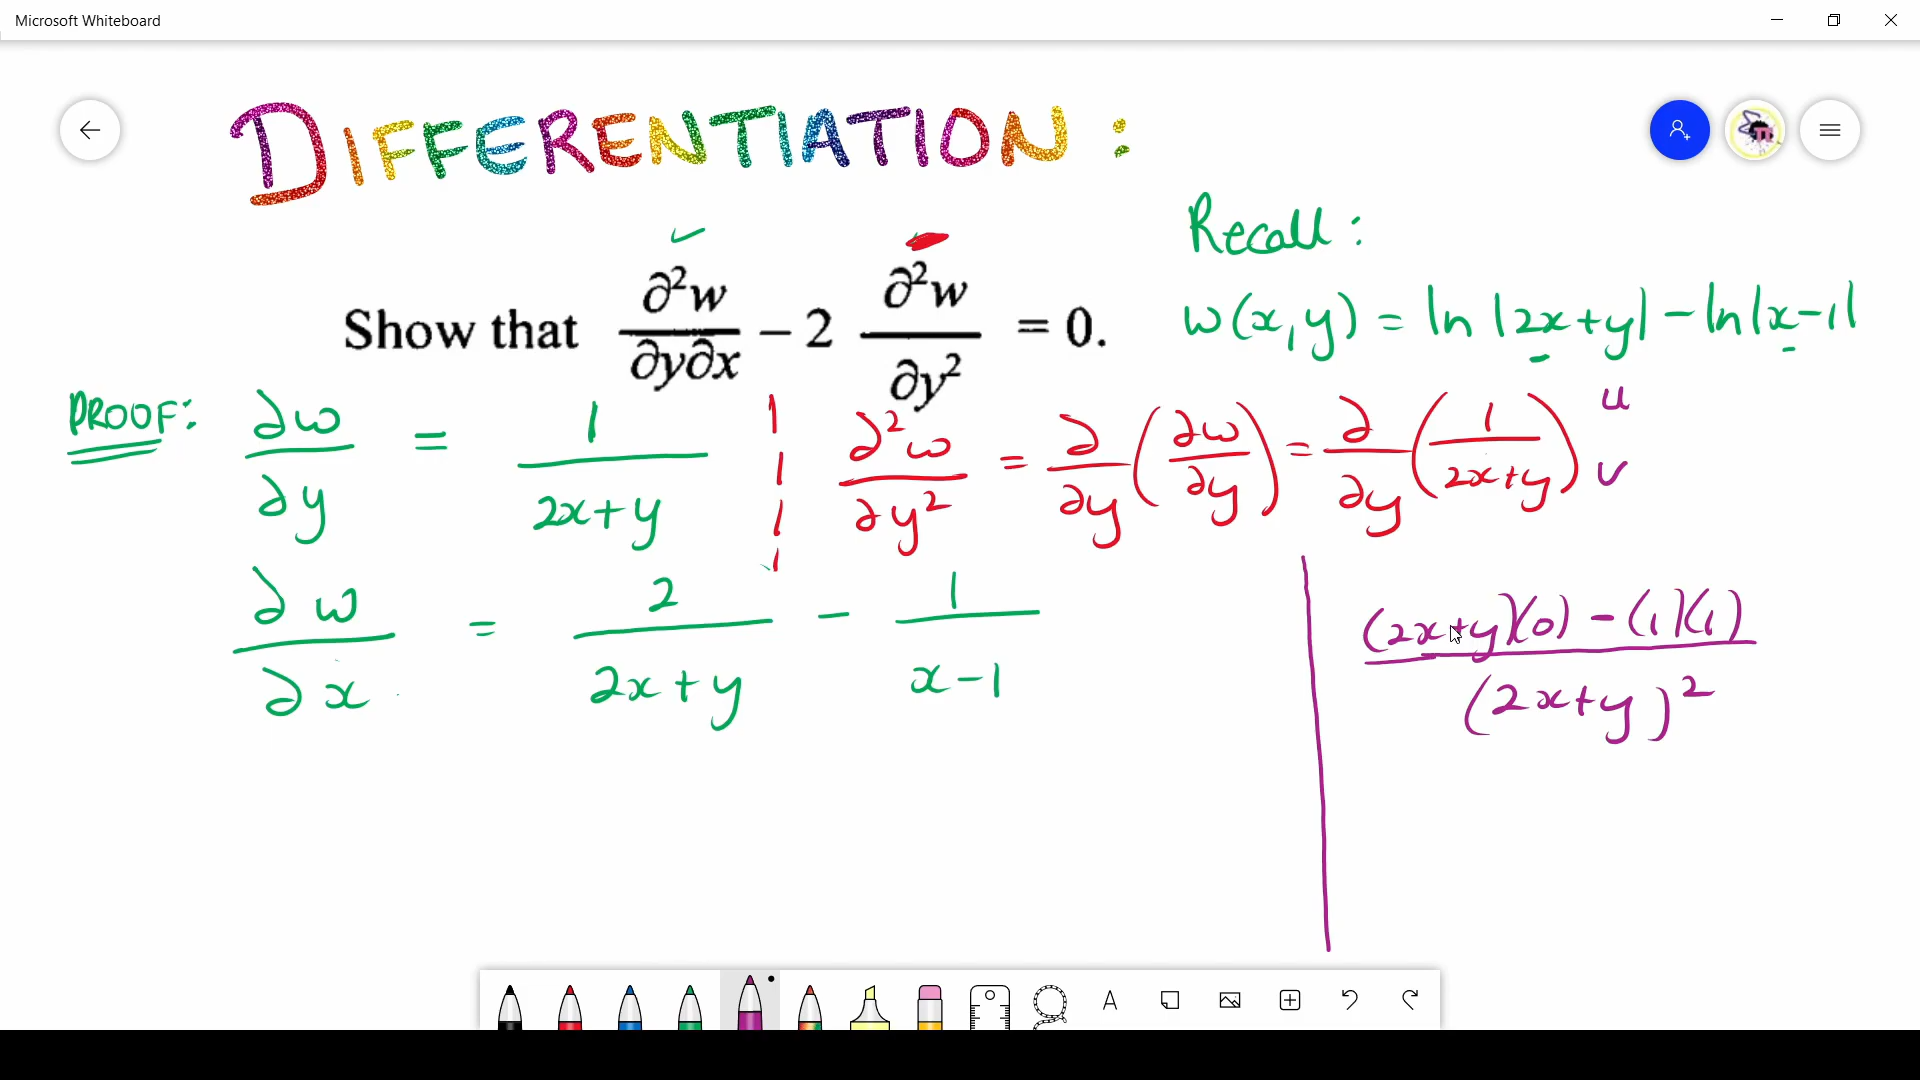 Microsoft Whiteboard
DIFFERENTIATION :
Recall :
w(x,y) = ln |2x+y| - ln|x-1|
Show that ∂²w/∂y∂x - 2 ∂²w/∂y² = 0.
PROOF: ∂w/∂y = 1/(2x+y)
∂²w/∂y² = ∂/∂y (∂w/∂y) = ∂/∂y (1/(2x+y)) u v
∂w/∂x = 2/(2x+y) - 1/(x-1)
((2x+y)(0) - (1)(1))/(2x+y)²